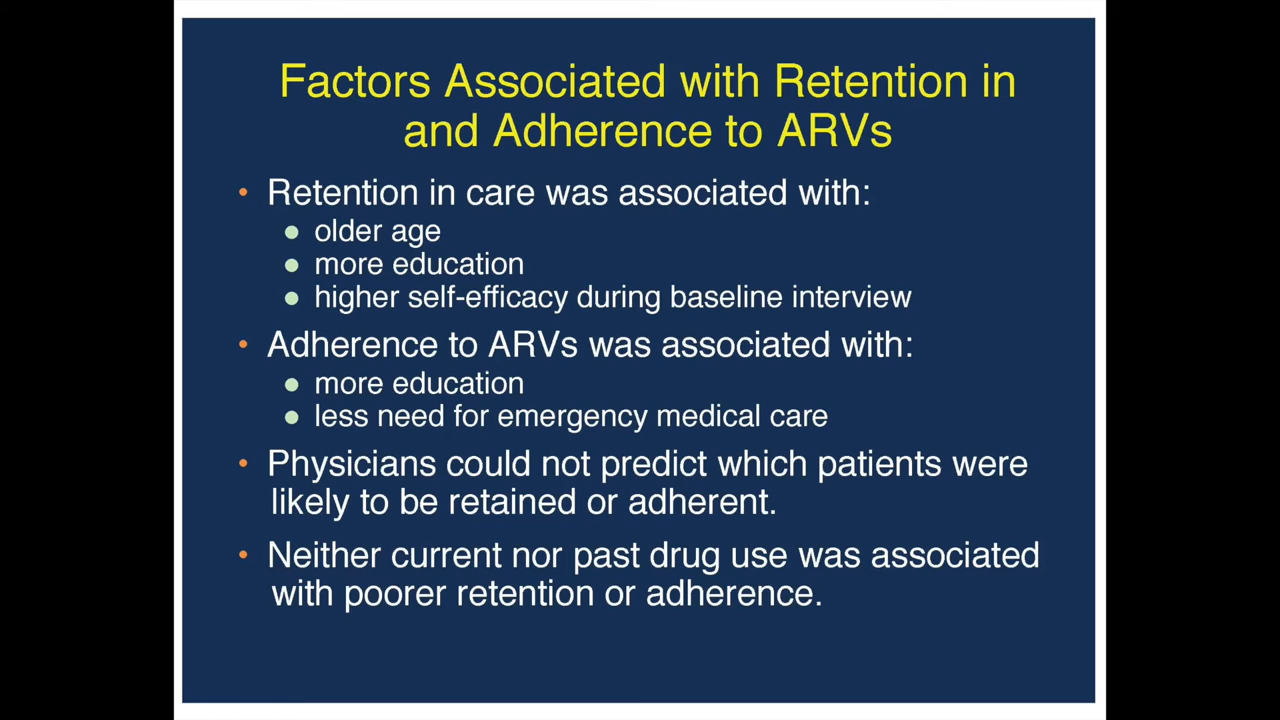 Factors Associated with Retention in
and Adherence to ARVs
• Retention in care was associated with:
● older age
● more education
● higher self-efficacy during baseline interview
• Adherence to ARVs was associated with:
● more education
● less need for emergency medical care
• Physicians could not predict which patients were
likely to be retained or adherent.
• Neither current nor past drug use was associated
with poorer retention or adherence.